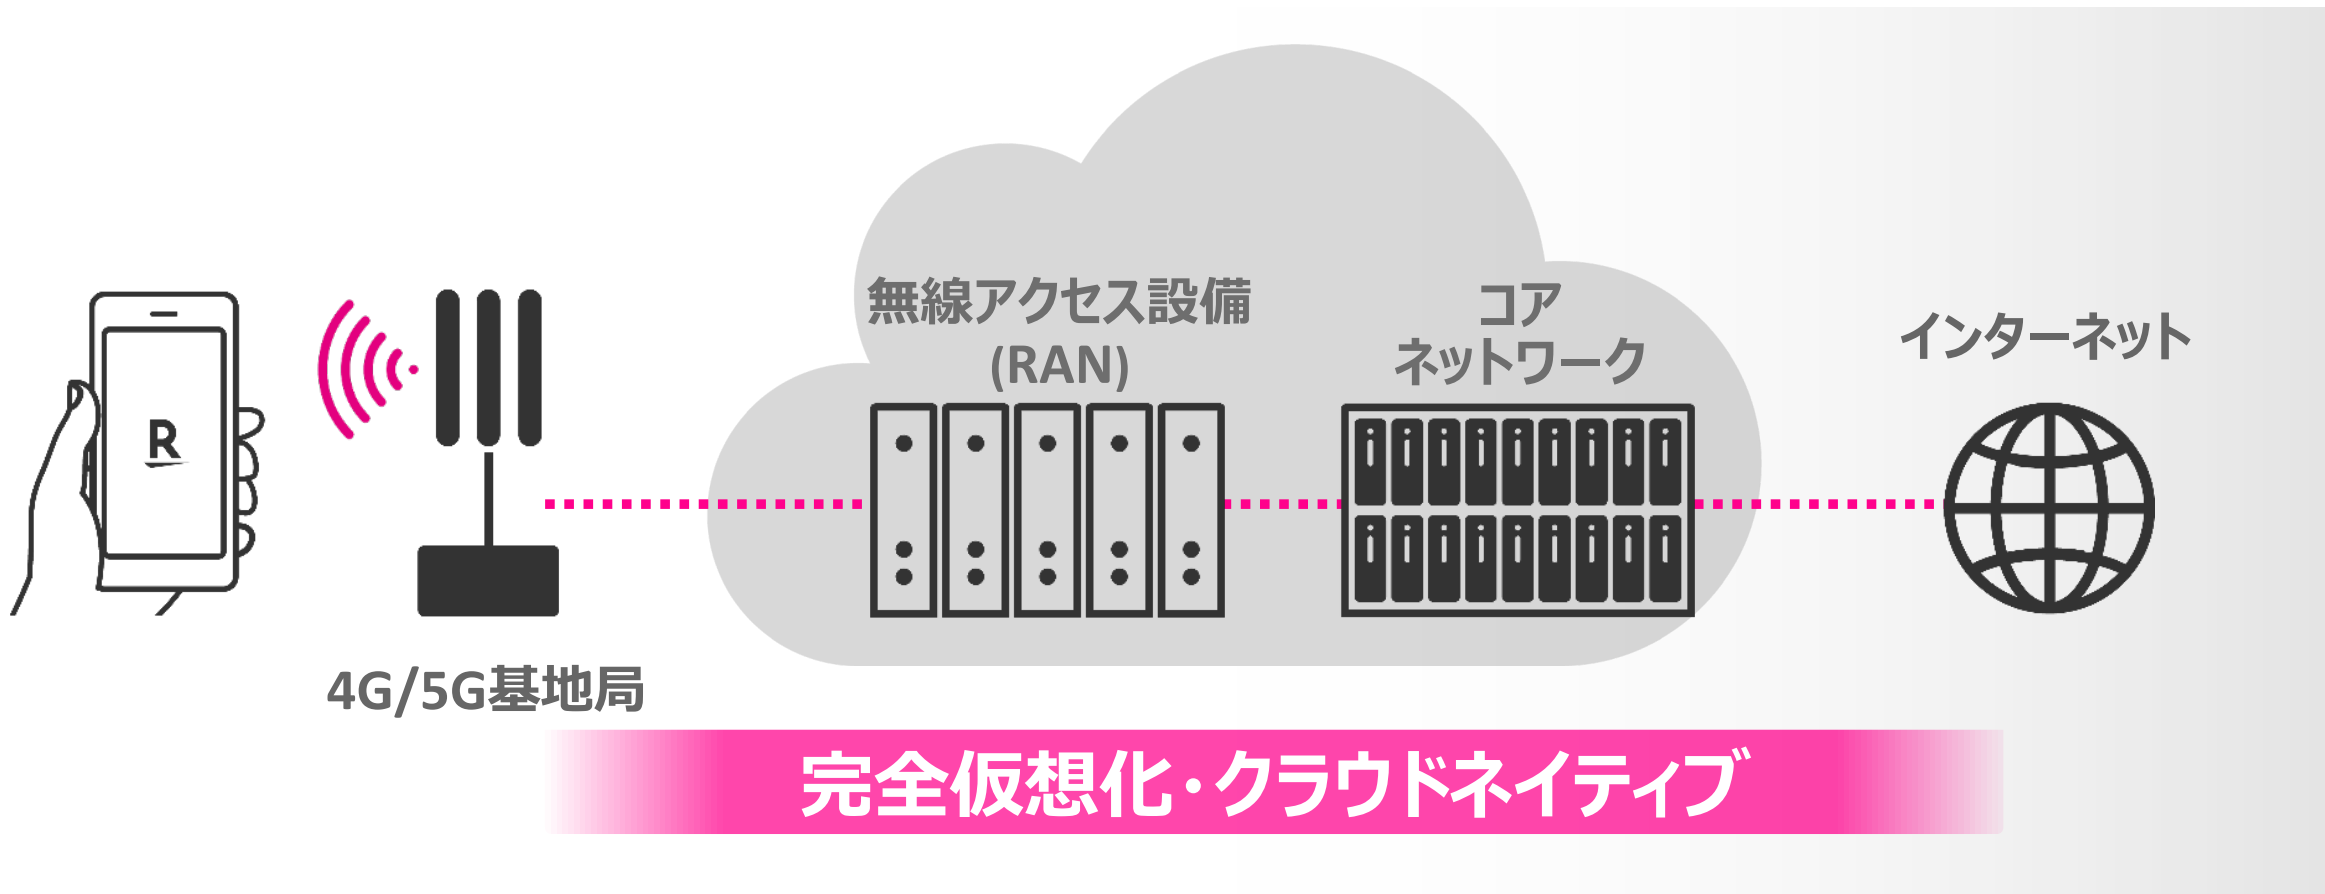 R
無線アクセス設備
(RAN)
コア
ネットワーク
インターネット
4G/5G基地局
完全仮想化・クラウドネイティブ